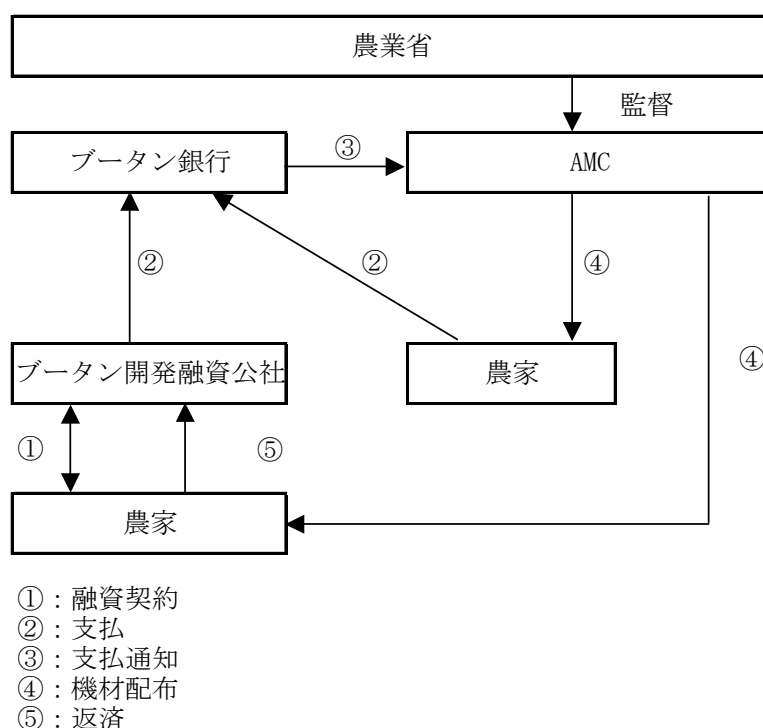 農業省
監督
ブータン銀行
③
AMC
②
②
④
ブータン開発融資公社
農家
④
①
⑤
農家
①：融資契約
②：支払
③：支払通知
④：機材配布
⑤：返済